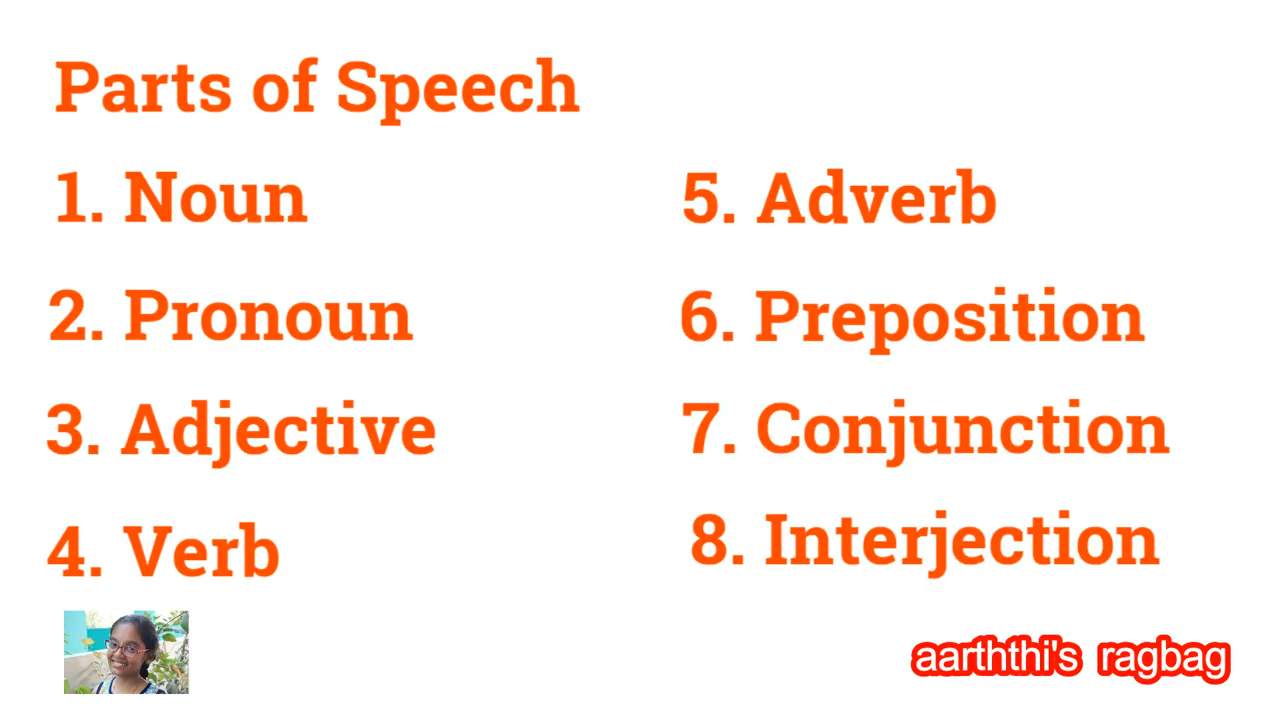 Parts of Speech
1. Noun
2. Pronoun
3. Adjective
4. Verb
5. Adverb
6. Preposition
7. Conjunction
8. Interjection
aarththi's ragbag